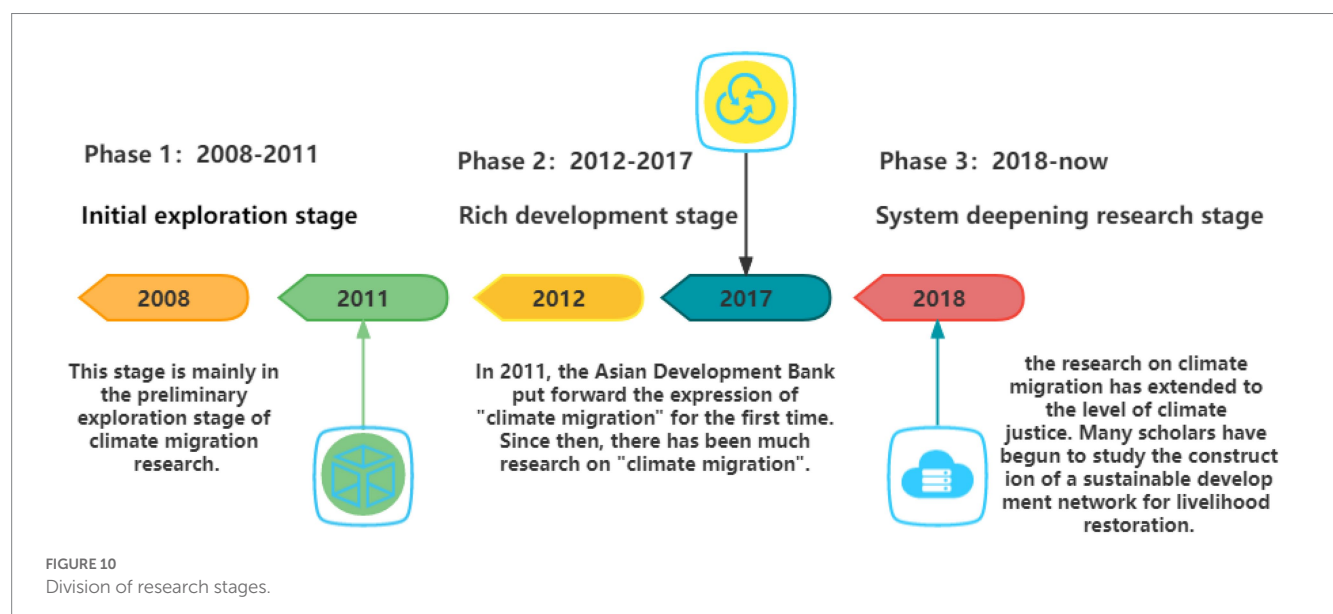 Phase 1: 2008-2011
Initial exploration stage
Phase 2: 2012-2017
Rich development stage
Phase 3: 2018-now
System deepening research stage
2008
2011
2012
2017
2018
This stage is mainly in
the preliminary
exploration stage of
climate migration
research.
In 2011, the Asian Development Bank
put forward the expression of
"climate migration" for the first time.
Since then, there has been much
research on "climate migration".
the research on climate
migration has extended to
the level of climate
justice. Many scholars have
begun to study the construct
ion of a sustainable develop
ment network for livelihood
restoration.
FIGURE 10
Division of research stages.